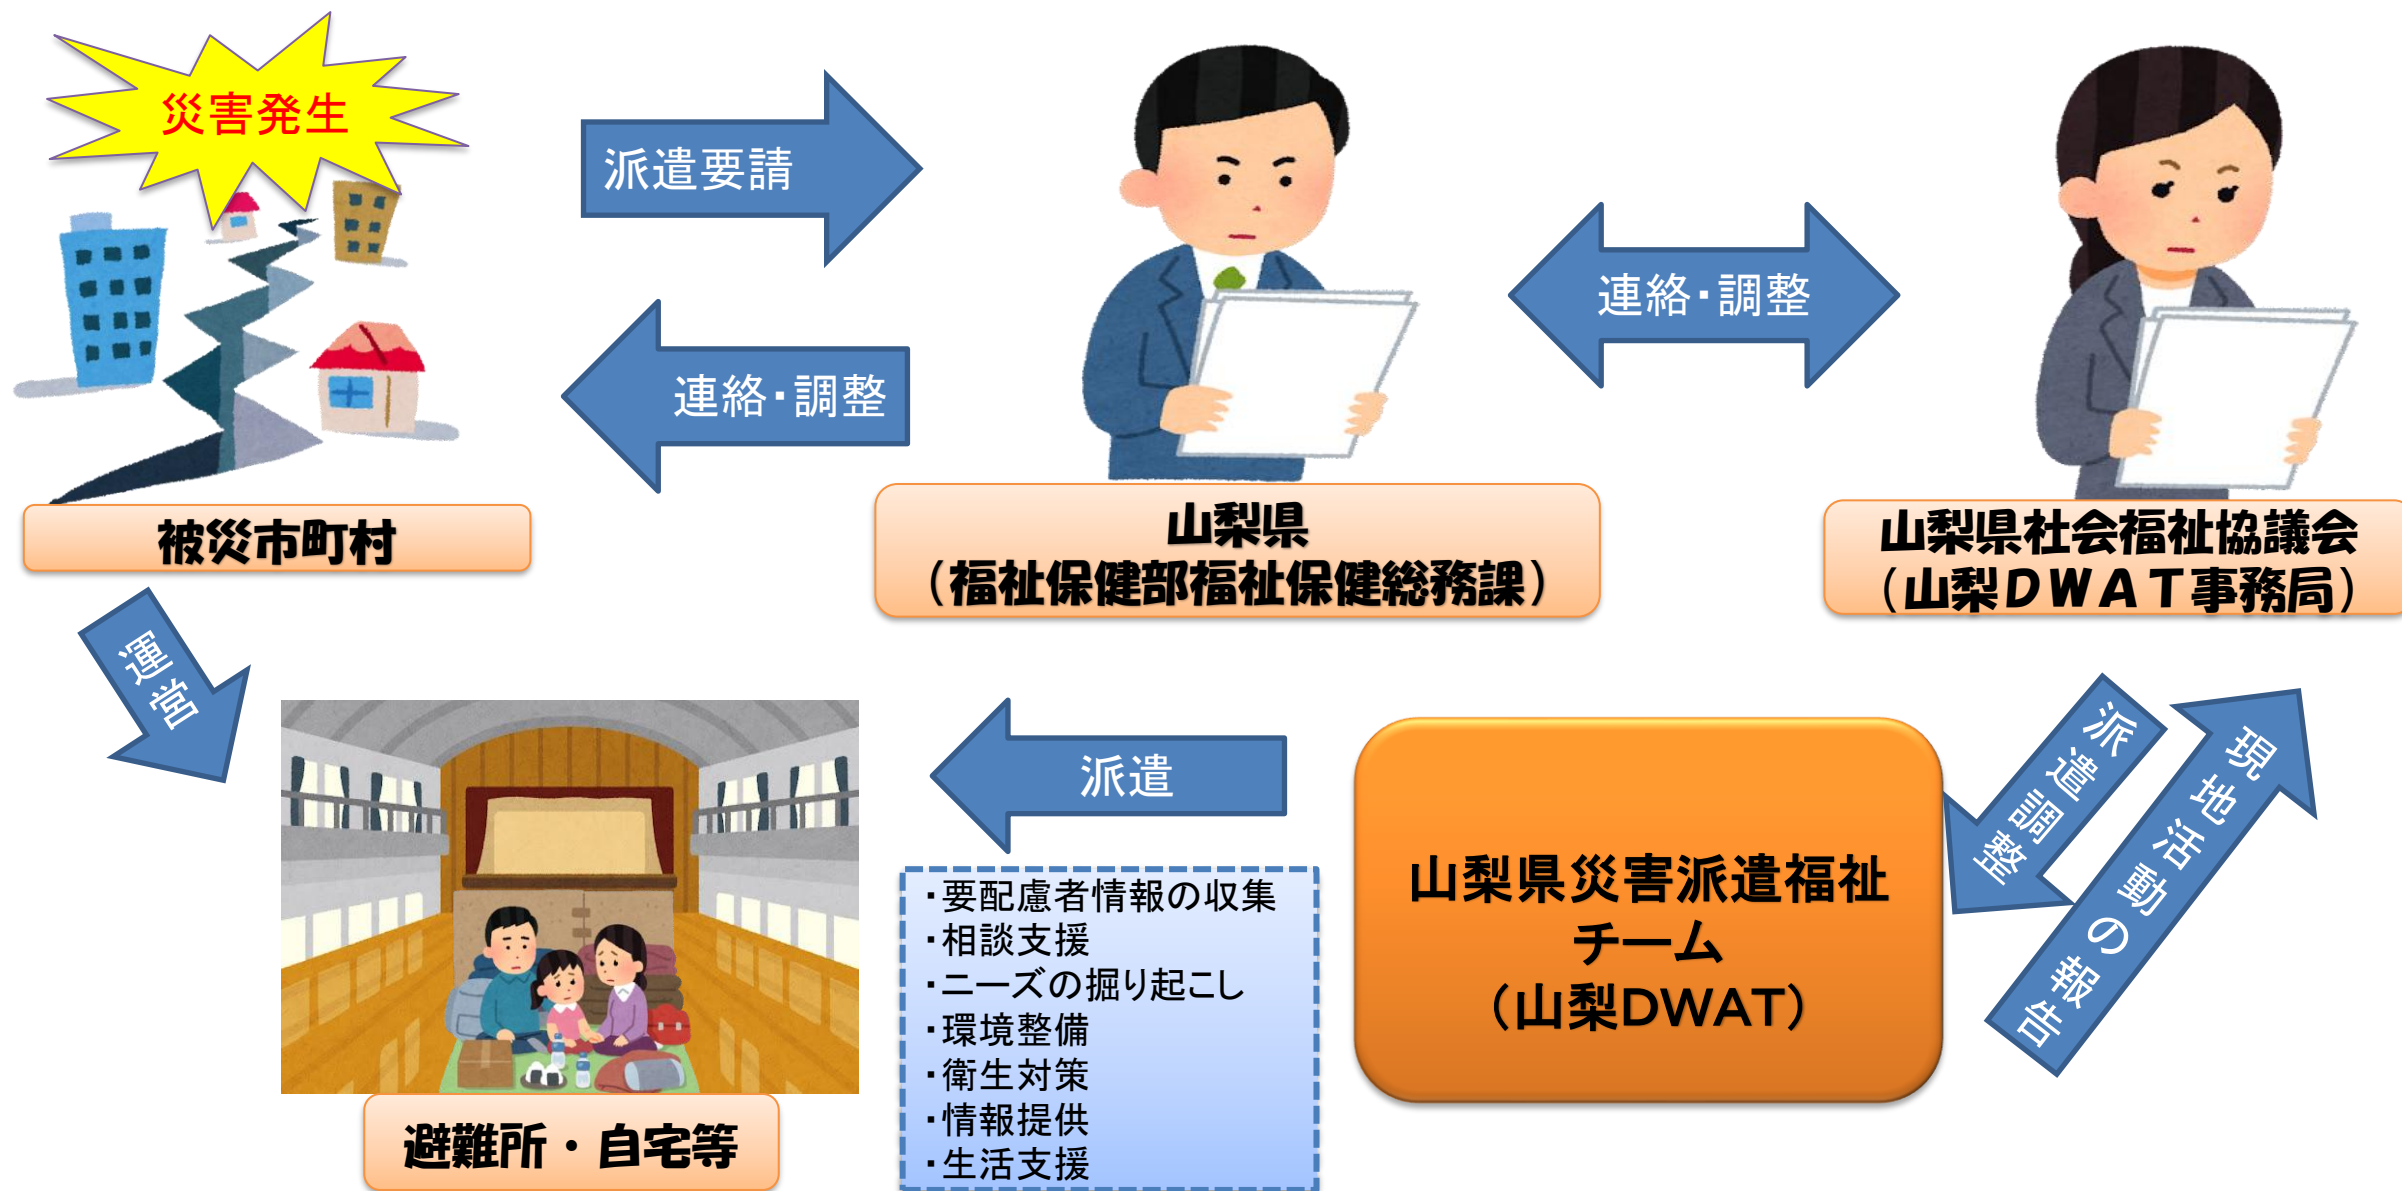 災害発生
派遣要請
連絡・調整
連絡・調整
被災市町村
山梨県
（福祉保健部福祉保健総務課）
山梨県社会福祉協議会
（山梨ＤＷＡＴ事務局）
運営
派遣
派遣調整
現地活動の報告
・要配慮者情報の収集
・相談支援
・ニーズの掘り起こし
・環境整備
・衛生対策
・情報提供
・生活支援
山梨県災害派遣福祉
チーム
（山梨DWAT）
避難所・自宅等